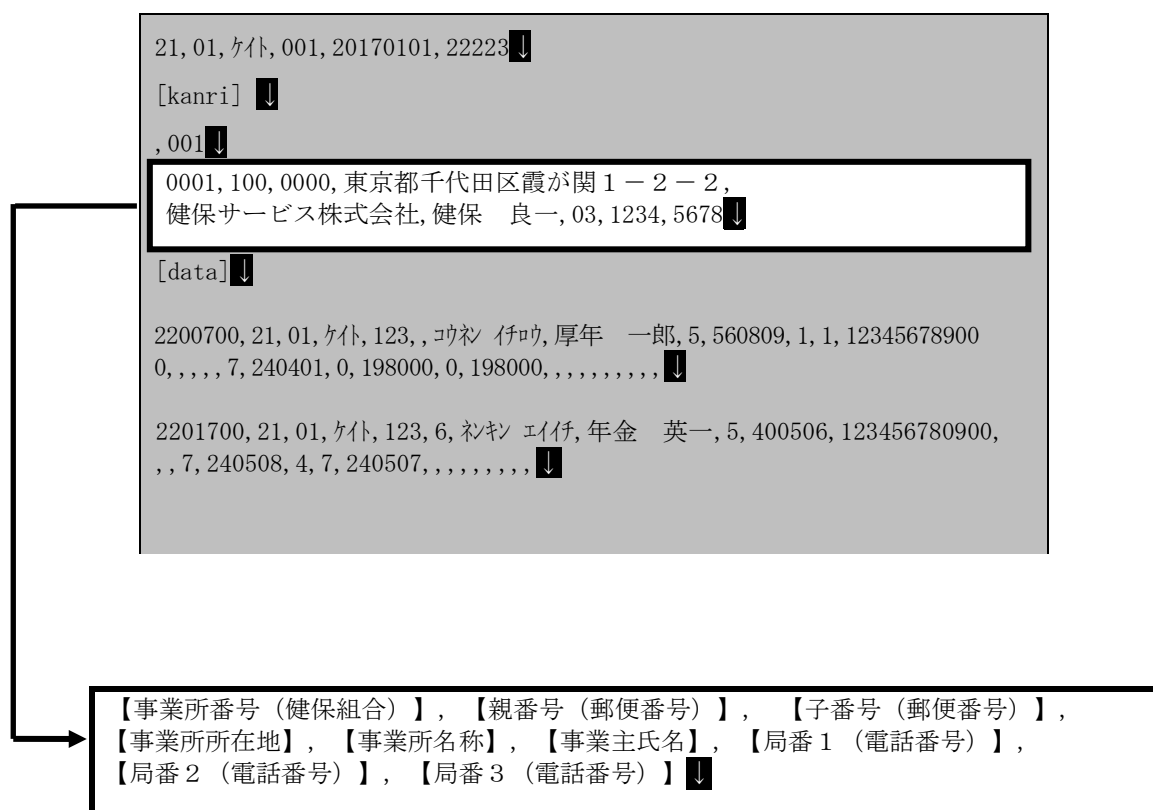 21,01,ｹｲﾄ,001,20170101,22223↓
[kanri] ↓
,001↓
0001,100,0000,東京都千代田区霞が関１－２－２,
健保サービス株式会社,健保　良一,03,1234,5678↓
[data]↓
2200700,21,01,ｹｲﾄ,123,,ｺｳﾈﾝ ｲﾁﾛｳ,厚年　一郎,5,560809,1,1,12345678900
0,,,,,7,240401,0,198000,0,198000,,,,,,,,,,↓
2201700,21,01,ｹｲﾄ,123,6,ﾈﾝｷﾝ ｴｲｲﾁ,年金　英一,5,400506,123456780900,
,,7,240508,4,7,240507,,,,,,,,,↓
【事業所番号（健保組合）】, 【親番号（郵便番号）】, 【子番号（郵便番号）】,
【事業所所在地】, 【事業所名称】, 【事業主氏名】, 【局番１（電話番号）】,
【局番２（電話番号）】, 【局番３（電話番号）】↓